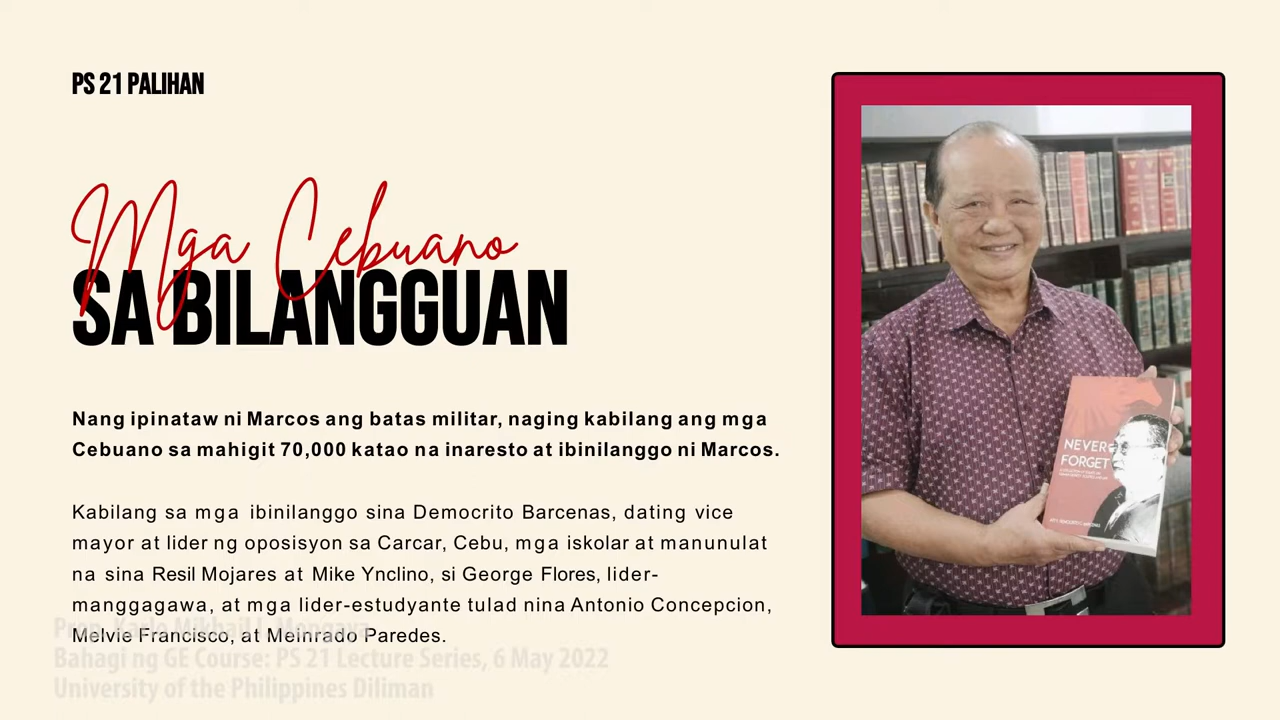 PS 21 PALIHAN
Mga Cebuano
SA BILANGGUAN
Nang ipinataw ni Marcos ang batas militar, naging kabilang ang mga
Cebuano sa mahigit 70,000 katao na inaresto at ibinilanggo ni Marcos.
Kabilang sa mga ibinilanggo sina Democrito Barcenas, dating vice
mayor at lider ng oposisyon sa Carcar, Cebu, mga iskolar at manunulat
na sina Resil Mojares at Mike Ynclino, si George Flores, lider-
manggagawa, at mga lider-estudyante tulad nina Antonio Concepcion,
Melvie Francisco, at Meinrado Paredes.
Prop. Karlo Mikhail I. Mongaya
Bahagi ng GE Course: PS 21 Lecture Series, 6 May 2022
University of the Philippines Diliman
NEVER
FORGET